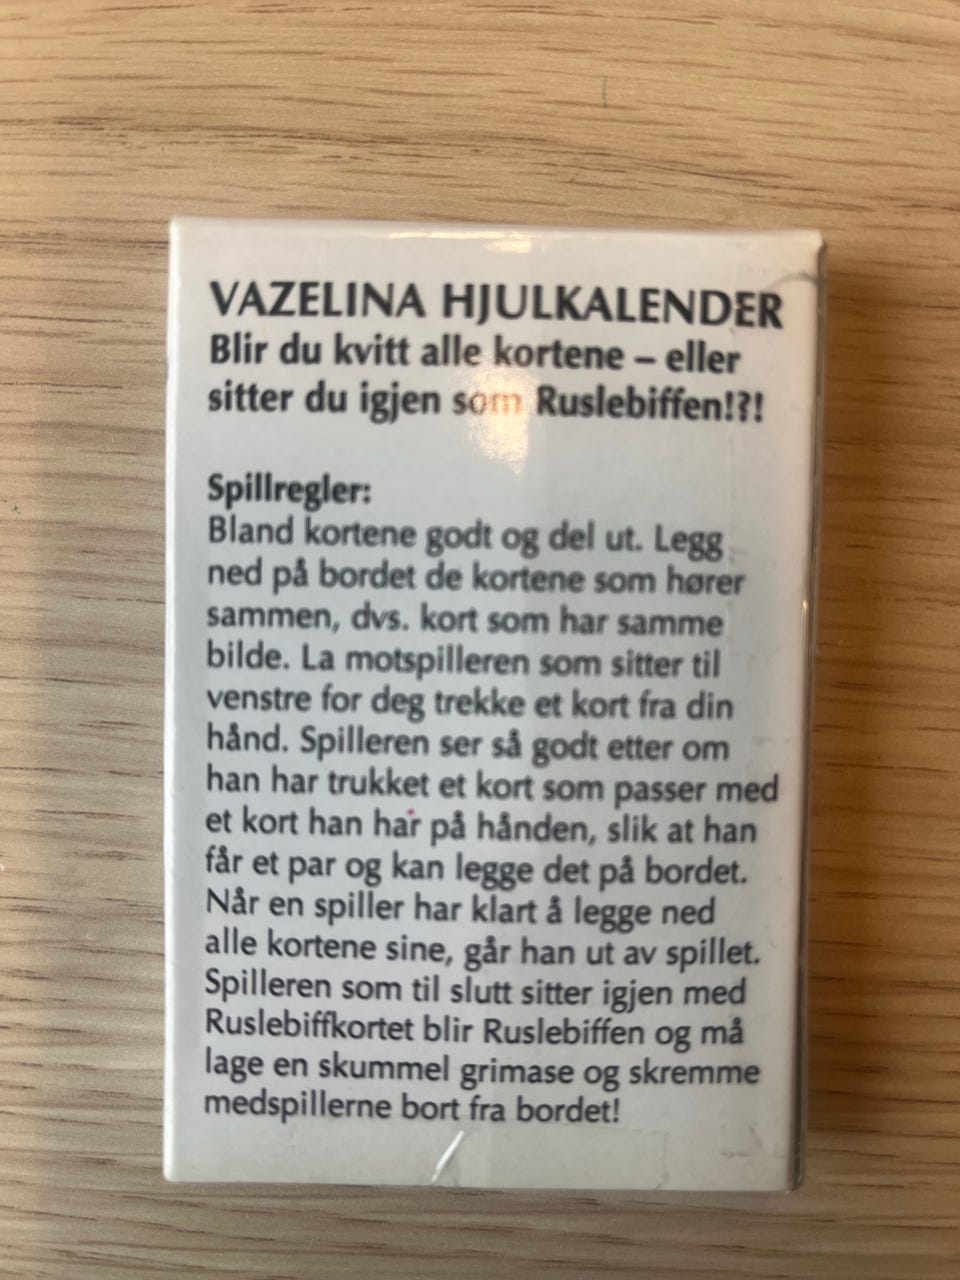 VAZELINA HJULKALENDER
Blir du kvitt alle kortene – eller
sitter du igjen som Ruslebiffen!?!
Spillregler:
Bland kortene godt og del ut. Legg
ned på bordet de kortene som hører
sammen, dvs. kort som har samme
bilde. La motspilleren som sitter til
venstre for deg trekke et kort fra din
hånd. Spilleren ser så godt etter om
han har trukket et kort som passer med
et kort han har på hånden, slik at han
får et par og kan legge det på bordet.
Når en spiller har klart å legge ned
alle kortene sine, går han ut av spillet.
Spilleren som til slutt sitter igjen med
Ruslebiffkortet blir Ruslebiffen og må
lage en skummel grimase og skremme
medspillerne bort fra bordet!